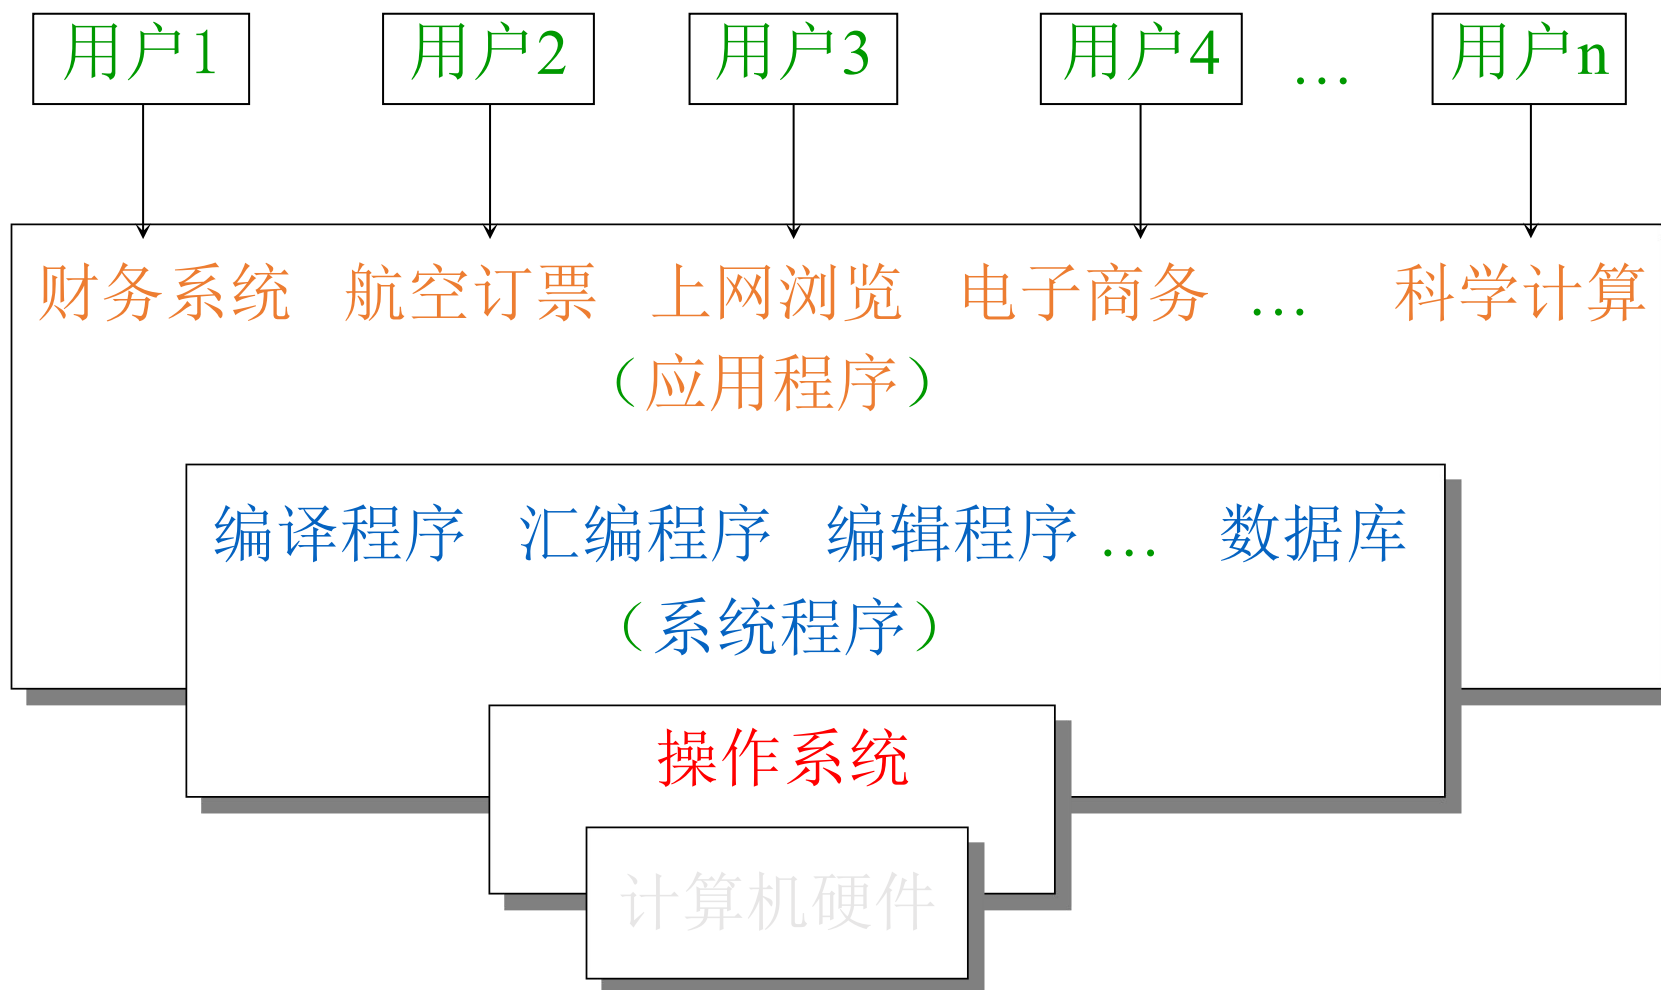 用户1 用户2 用户3 用户4 … 用户n
财务系统 航空订票 上网浏览 电子商务 … 科学计算
（应用程序）
编译程序 汇编程序 编辑程序 … 数据库
（系统程序）
操作系统
计算机硬件